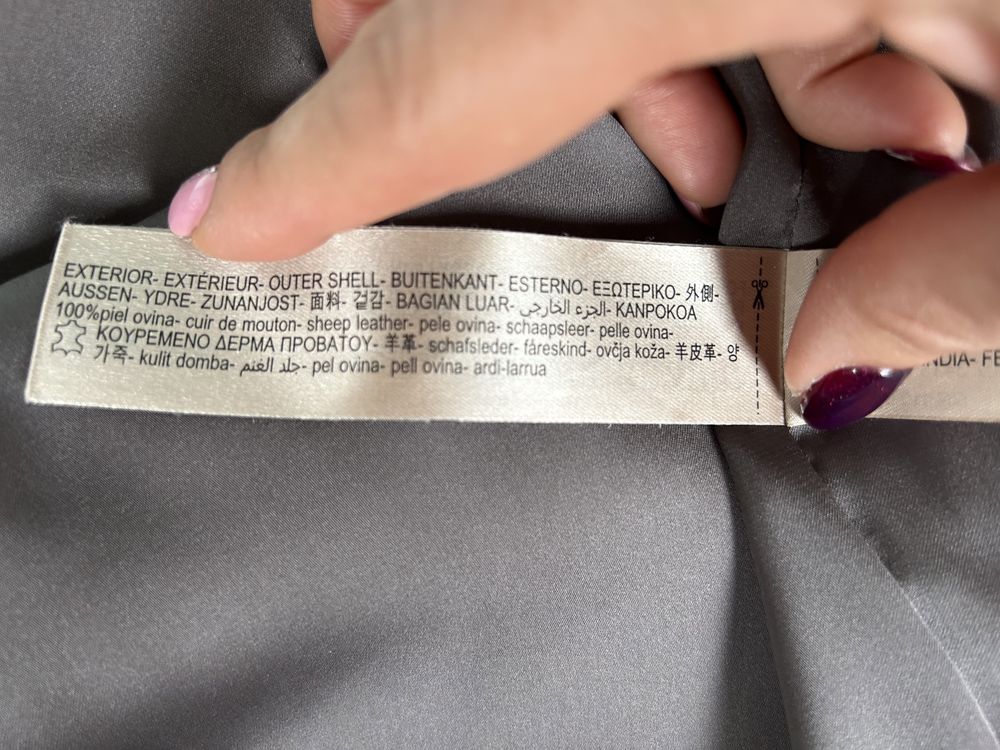 EXTERIOR- EXTÉRIEUR- OUTER SHELL- BUITENKANT- ESTERNO- ΕΞΩΤΕΡΙΚΟ- 外側-
AUSSEN- YDRE- ZUNANJOST- 面料- 겉감- BAGIAN LUAR- الجزء الخارجي- KANPOKOA
100%piel ovina- cuir de mouton- sheep leather- pele ovina- schaapsleer- pelle ovina-
ΚΟΥΡΕΜΕΝΟ ΔΕΡΜΑ ΠΡΟΒΑΤΟΥ- 羊革- schafsleder- fåreskind- ovčja koža- 羊皮革- 양
가죽- kulit domba- جلد الغنم- pel ovina- pell ovina- ardi-larrua
INDIA- FE